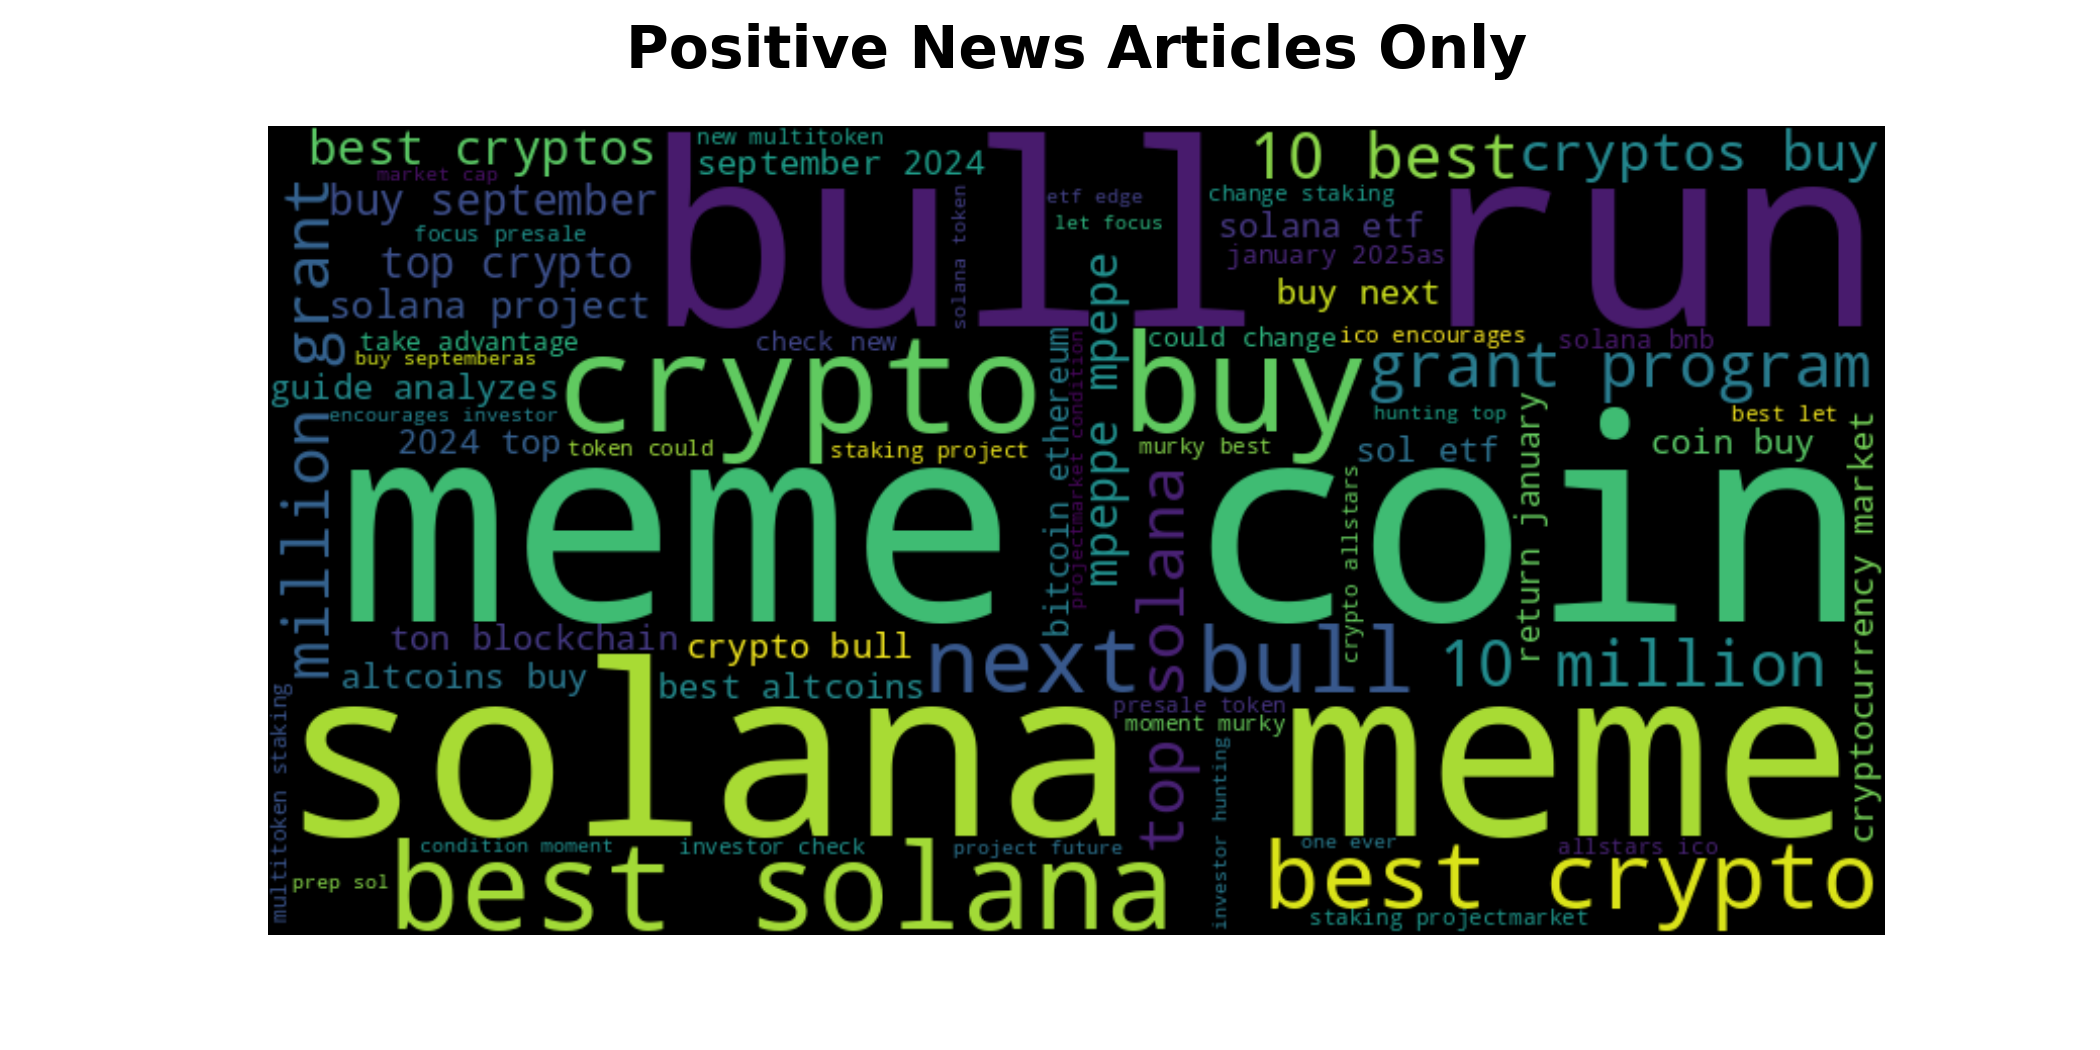 Positive News Articles Only
best cryptos
new multitoken
september 2024
10 best
cryptos buy
market cap
buy september
bull run
etf edge
change staking
let focus
solana etf
focus presale
solana token
january 2025as
top crypto
buy next
solana project
million grant
take advantage
check new
could change
ico encourages
solana bnb
buy septemberas
crypto buy
grant program
guide analyzes
encourages investor
hunting top
best let
2024 top
token could
staking project
murky best
sol etf
coin buy
mpeppe mpepe
bitcoin ethereum
projectmarket condition
meme coin
top solana
crypto allstars
return january
cryptocurrency market
ton blockchain
crypto bull
next bull
10 million
altcoins buy
best altcoins
presale token
moment murky
solana meme
multitoken staking
investor hunting
condition moment
investor check
project future
one ever
allstars ico
prep sol
best solana
best crypto
staking projectmarket